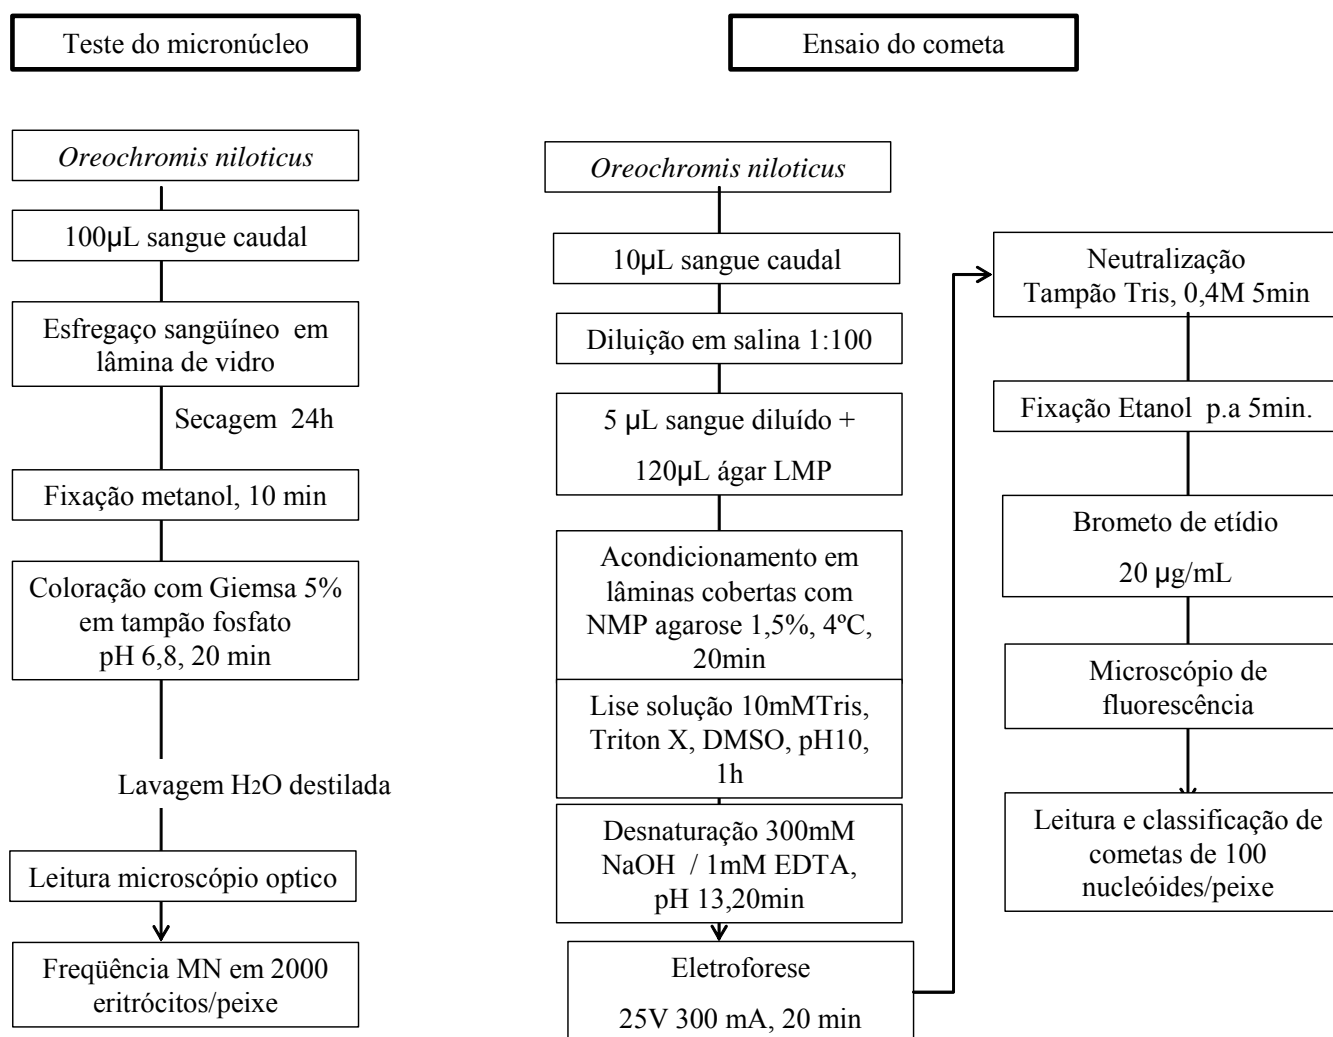 Teste do micronúcleo
Ensaio do cometa
Oreochromis niloticus
100µL sangue caudal
Esfregaço sangüíneo em
lâmina de vidro
Secagem 24h
Fixação metanol, 10 min
Coloração com Giemsa 5%
em tampão fosfato
pH 6,8, 20 min
Lavagem H2O destilada
Leitura microscópio optico
Freqüência MN em 2000
eritrócitos/peixe
Oreochromis niloticus
10µL sangue caudal
Diluição em salina 1:100
5 µL sangue diluído +
120µL ágar LMP
Acondicionamento em
lâminas cobertas com
NMP agarose 1,5%, 4ºC,
20min
Lise solução 10mMTris,
Triton X, DMSO, pH10,
1h
Desnaturação 300mM
NaOH / 1mM EDTA,
pH 13,20min
Eletroforese
25V 300 mA, 20 min
Neutralização
Tampão Tris, 0,4M 5min
Fixação Etanol p.a 5min.
Brometo de etídio
20 µg/mL
Microscópio de
fluorescência
Leitura e classificação de
cometas de 100
nucleóides/peixe